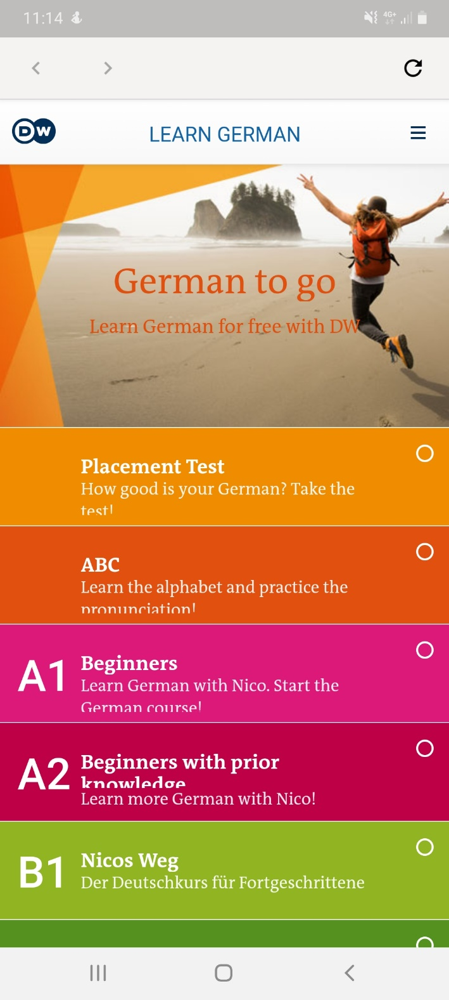 11:14
4G+
DW
LEARN GERMAN
German to go
Learn German for free with DW
Placement Test
How good is your German? Take the
test!
ABC
Learn the alphabet and practice the
pronunciation!
A1
Beginners
Learn German with Nico. Start the
German course!
A2
Beginners with prior
knowledge
Learn more German with Nico!
B1
Nicos Weg
Der Deutschkurs für Fortgeschrittene